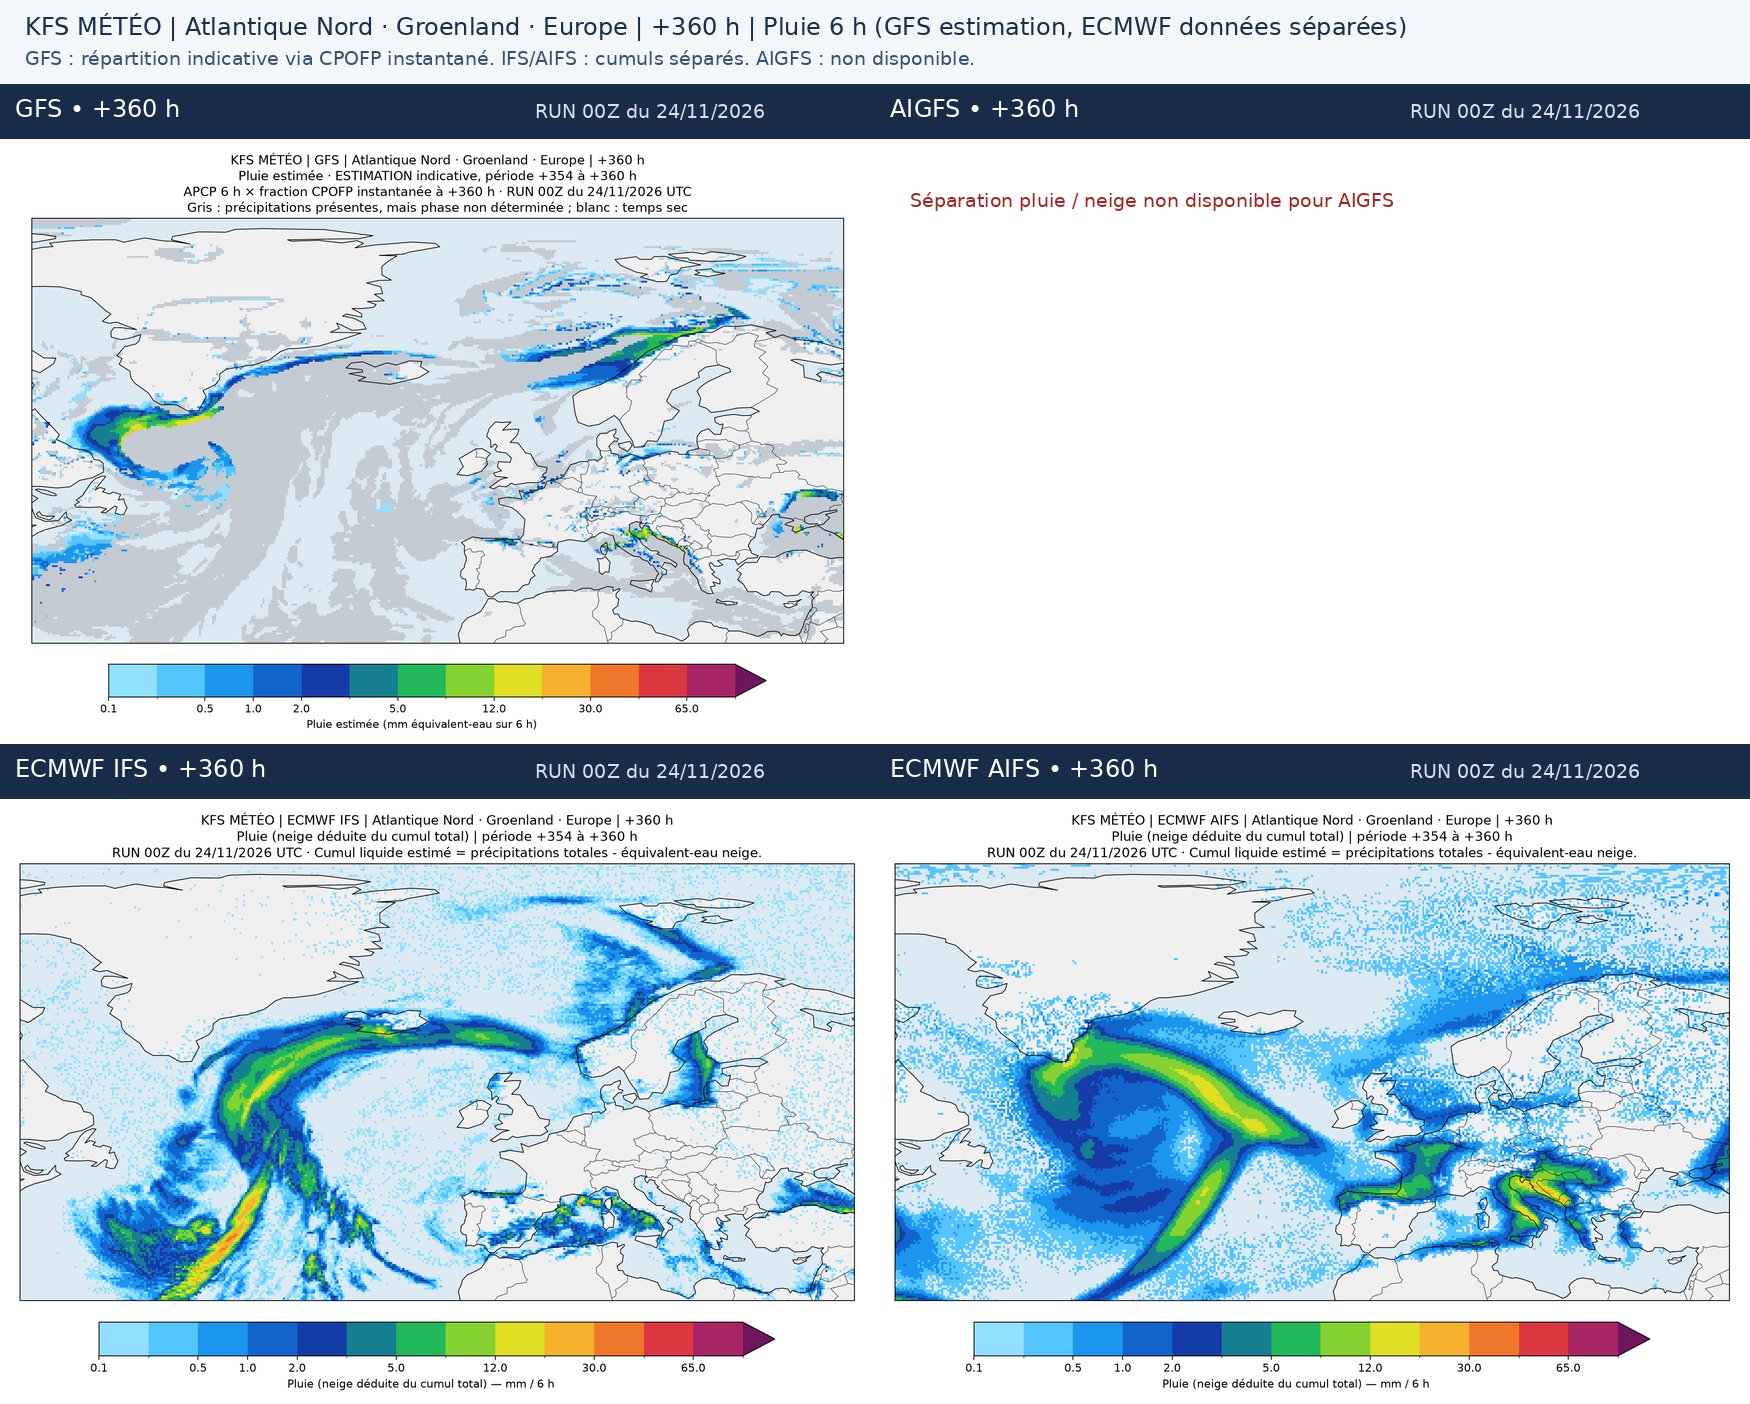 KFS MÉTÉO | Atlantique Nord · Groenland · Europe | +360 h | Pluie 6 h (GFS estimation, ECMWF données séparées)
GFS : répartition indicative via CPOFP instantané. IFS/AIFS : cumuls séparés. AIGFS : non disponible.
GFS • +360 h RUN 00Z du 24/11/2026
AIGFS • +360 h RUN 00Z du 24/11/2026
KFS MÉTÉO | GFS | Atlantique Nord · Groenland · Europe | +360 h
Pluie estimée · ESTIMATION indicative, période +354 à +360 h
APCP 6 h × fraction CPOFP instantanée à +360 h · RUN 00Z du 24/11/2026 UTC
Gris : précipitations présentes, mais phase non déterminée ; blanc : temps sec
0.1 0.5 1.0 2.0 5.0 12.0 30.0 65.0
Pluie estimée (mm équivalent-eau sur 6 h)
Séparation pluie / neige non disponible pour AIGFS
ECMWF IFS • +360 h RUN 00Z du 24/11/2026
KFS MÉTÉO | ECMWF IFS | Atlantique Nord · Groenland · Europe | +360 h
Pluie (neige déduite du cumul total) | période +354 à +360 h
RUN 00Z du 24/11/2026 UTC · Cumul liquide estimé = précipitations totales - équivalent-eau neige.
0.1 0.5 1.0 2.0 5.0 12.0 30.0 65.0
Pluie (neige déduite du cumul total) — mm / 6 h
ECMWF AIFS • +360 h RUN 00Z du 24/11/2026
KFS MÉTÉO | ECMWF AIFS | Atlantique Nord · Groenland · Europe | +360 h
Pluie (neige déduite du cumul total) | période +354 à +360 h
RUN 00Z du 24/11/2026 UTC · Cumul liquide estimé = précipitations totales - équivalent-eau neige.
0.1 0.5 1.0 2.0 5.0 12.0 30.0 65.0
Pluie (neige déduite du cumul total) — mm / 6 h